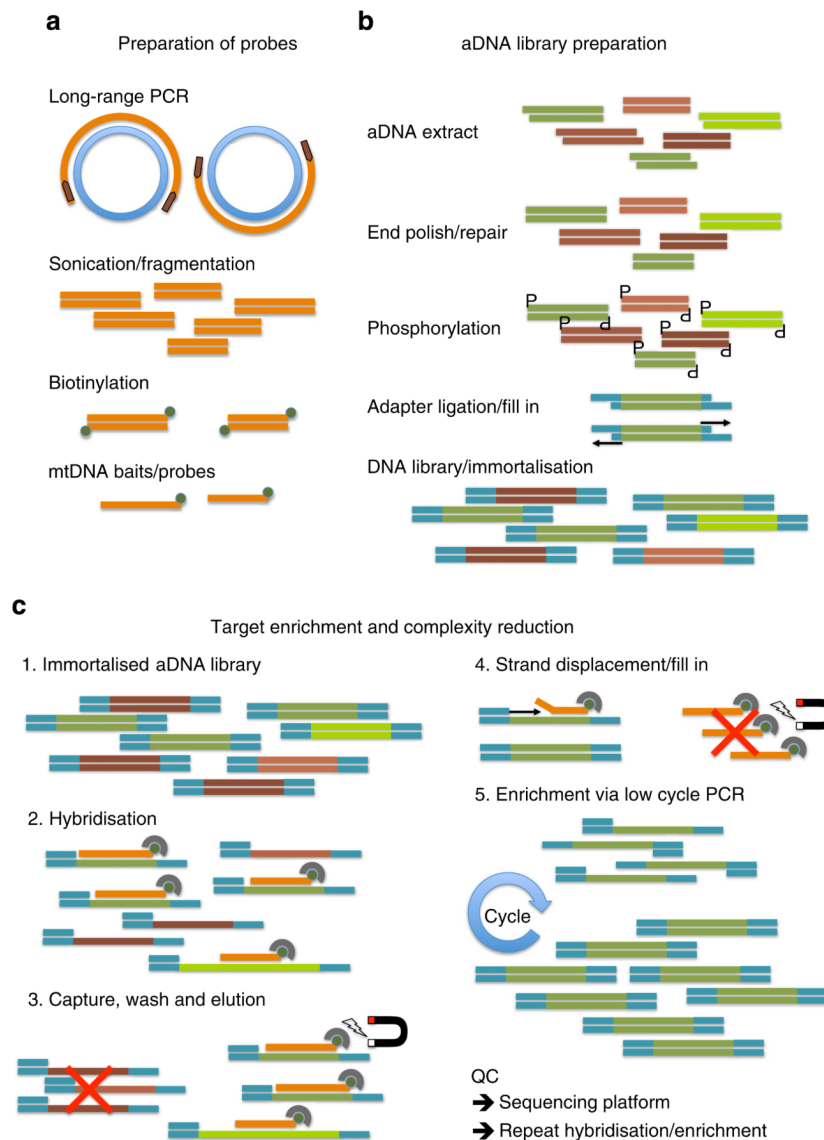 a
Preparation of probes
Long-range PCR
Sonication/fragmentation
Biotinylation
mtDNA baits/probes
b
aDNA library preparation
aDNA extract
End polish/repair
Phosphorylation
P
P
P
P
P
P
P
P
P
P
P
P
Adapter ligation/fill in
DNA library/immortalisation
c
Target enrichment and complexity reduction
1. Immortalised aDNA library
2. Hybridisation
3. Capture, wash and elution
4. Strand displacement/fill in
5. Enrichment via low cycle PCR
Cycle
QC
Sequencing platform
Repeat hybridisation/enrichment